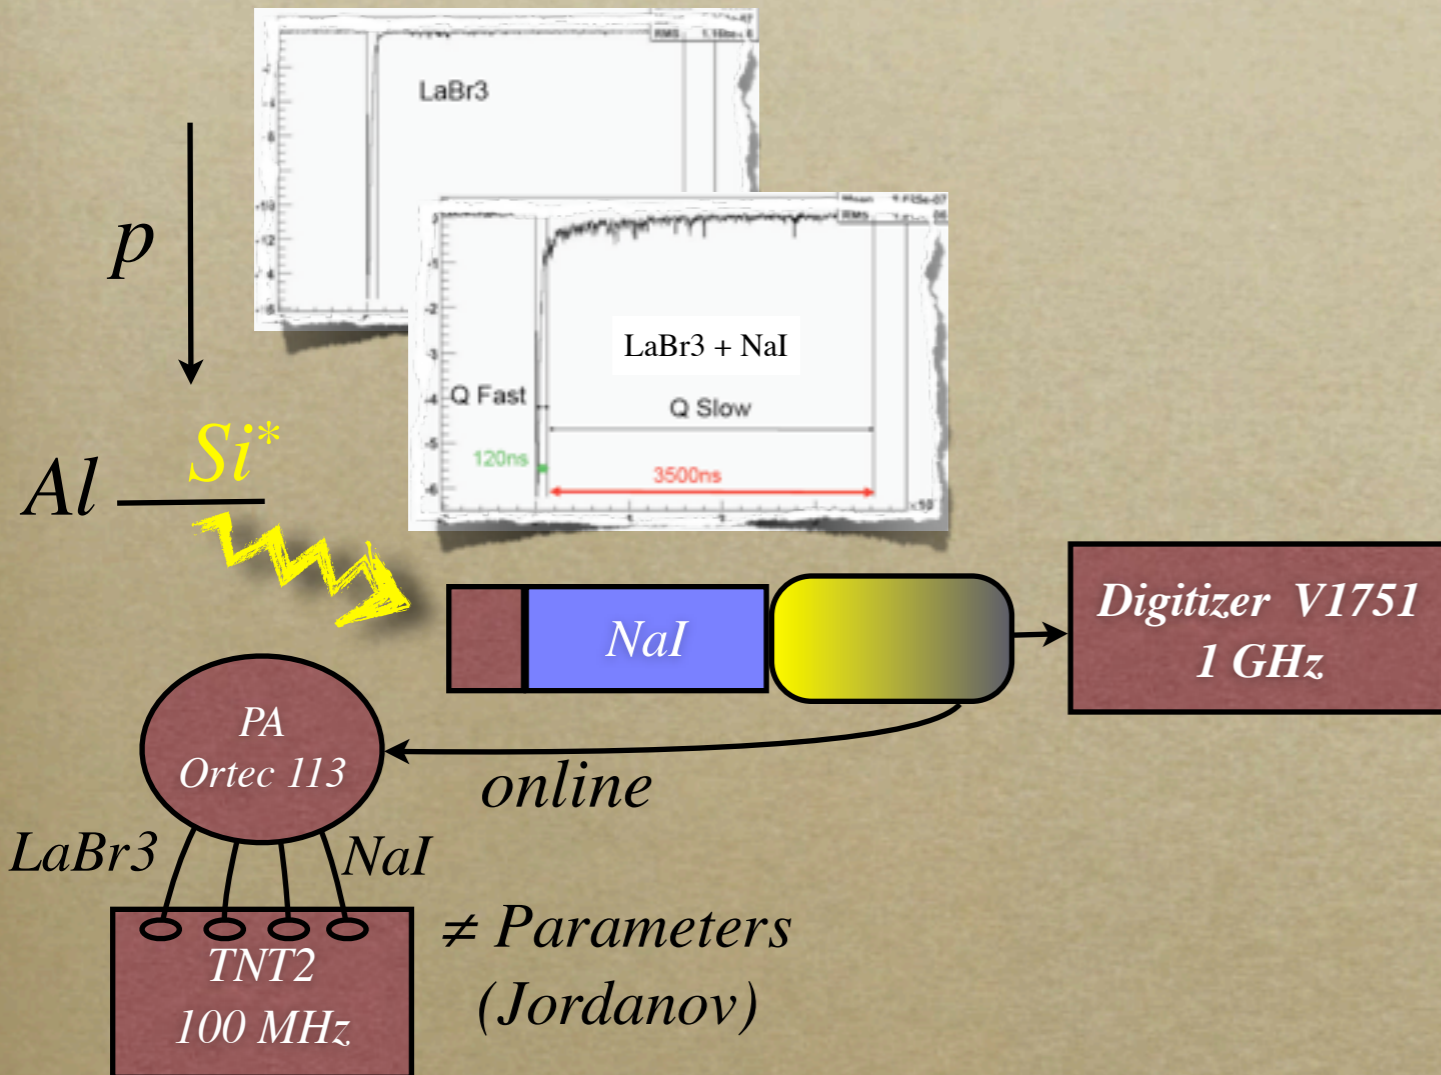 LaBr3
LaBr3 + NaI
Q Fast
Q Slow
120ns
3500ns
p
Si*
Al
NaI
Digitizer V1751
1 GHz
PA
Ortec 113
online
LaBr3
NaI
TNT2
100 MHz
≠ Parameters
(Jordanov)